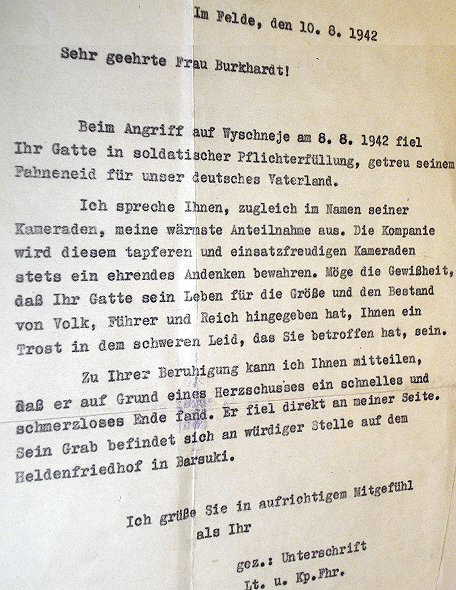 Im Felde, den 10. 8. 1942
Sehr geehrte Frau Burkhardt!
Beim Angriff auf Wyschneje am 8. 8. 1942 fiel
Ihr Gatte in soldatischer Pflichterfüllung, getreu seinem
Fahneneid für unser deutsches Vaterland.
Ich spreche Ihnen, zugleich im Namen seiner
Kameraden, meine wärmste Anteilnahme aus. Die Kompanie
wird diesem tapferen und einsatzfreudigen Kameraden
stets ein ehrendes Andenken bewahren. Möge die Gewißheit,
daß Ihr Gatte sein Leben für die Größe und den Bestand
von Volk, Führer und Reich hingegeben hat, Ihnen ein
Trost in dem schweren Leid, das Sie betroffen hat, sein.
Zu Ihrer Beruhigung kann ich Ihnen mitteilen,
daß er auf Grund eines Herzschusses ein schnelles und
schmerzloses Ende fand. Er fiel direkt an meiner Seite.
Sein Grab befindet sich an würdiger Stelle auf dem
Heldenfriedhof in Barsuki.
Ich grüße Sie in aufrichtigem Mitgefühl
als Ihr
gez.: Unterschrift
Lt. u. Kp.Fhr.